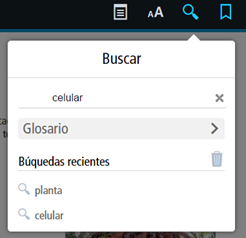 AA
Buscar
celular
Glosario
Búquedas recientes
planta
celular